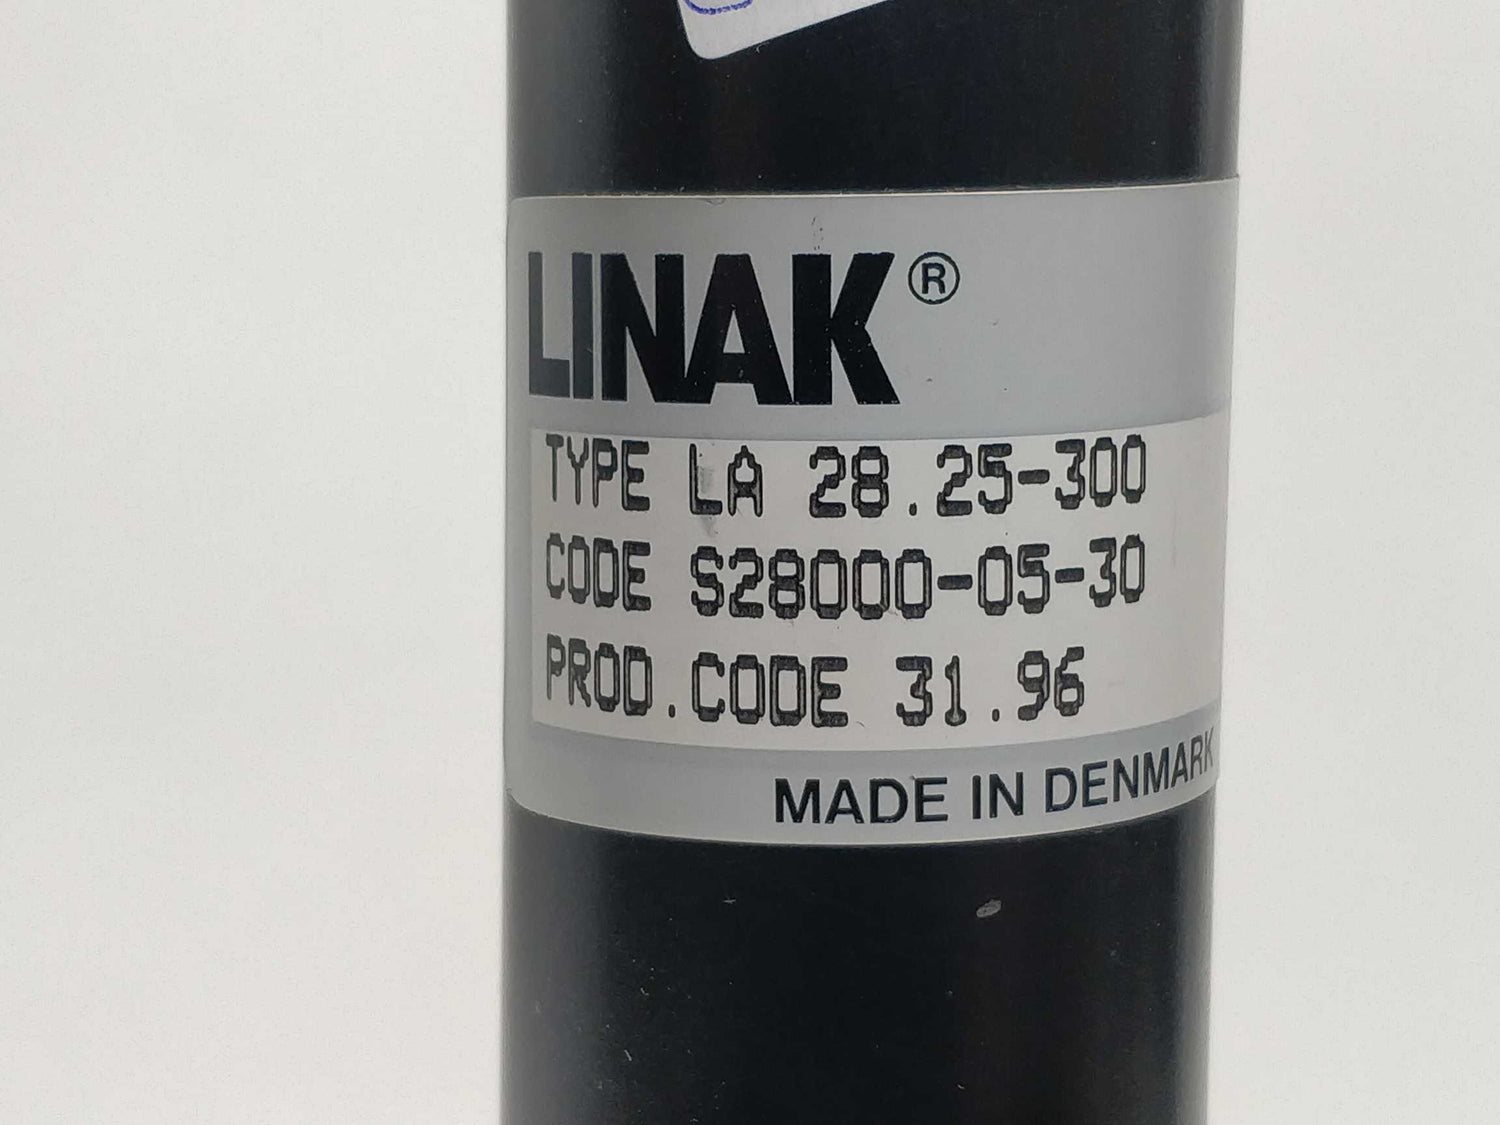 LINAK®
TYPE LA 28.25-300
CODE S28000-05-30
PROD.CODE 31.96
MADE IN DENMARK